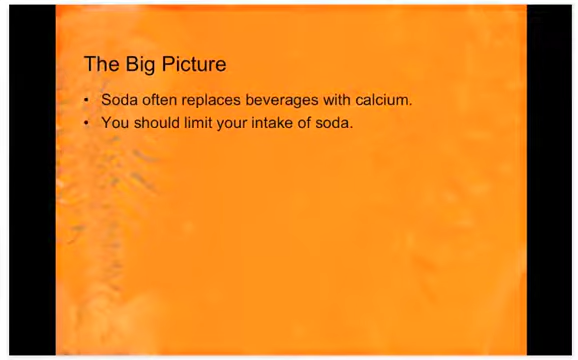 The Big Picture
• Soda often replaces beverages with calcium.
• You should limit your intake of soda.